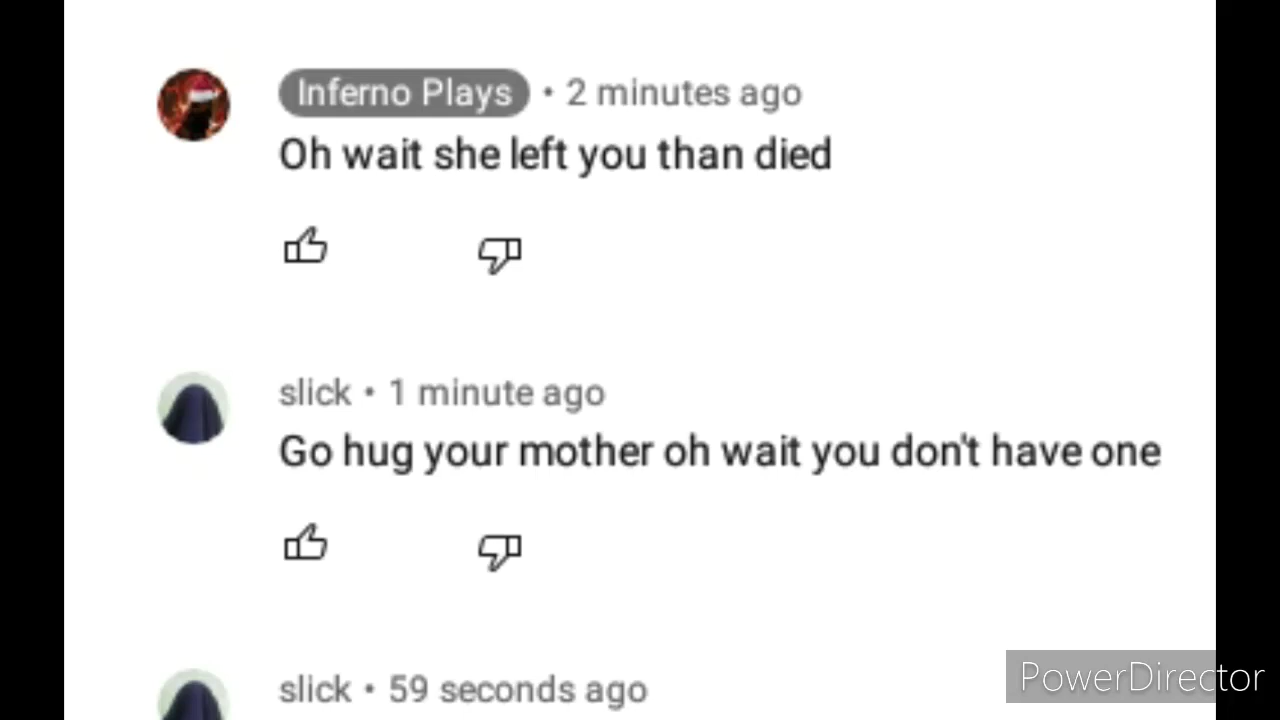 Inferno Plays • 2 minutes ago
Oh wait she left you than died
slick • 1 minute ago
Go hug your mother oh wait you don't have one
slick • 59 seconds ago
PowerDirector